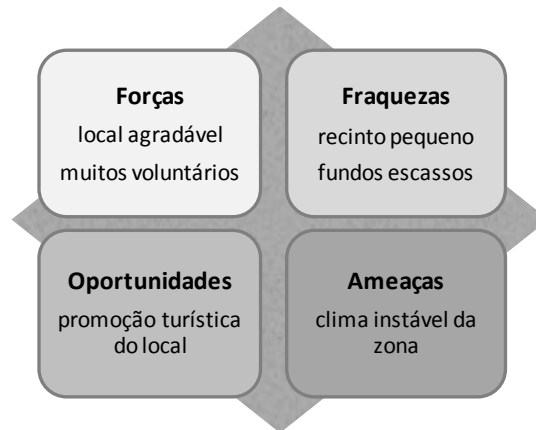 Forças
local agradável
muitos voluntários
Fraquezas
recinto pequeno
fundos escassos
Oportunidades
promoção turística
do local
Ameaças
clima instável da
zona